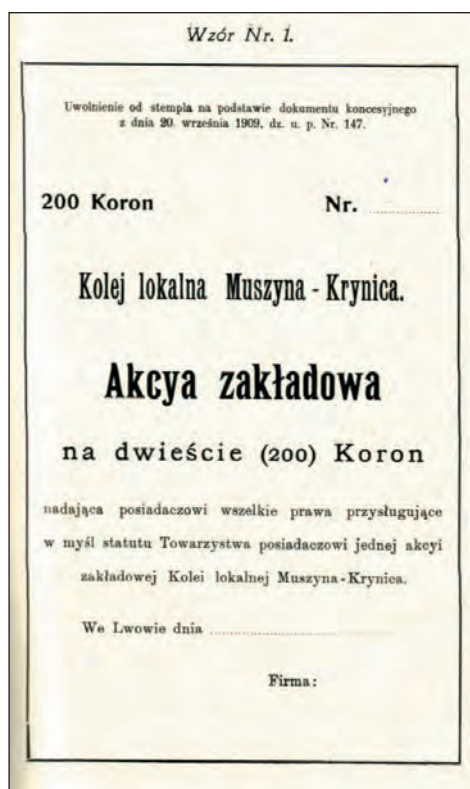 Wzór Nr. 1.
Uwolnienie od stempla na podstawie dokumentu koncesyjnego
z dnia 20. września 1909, dz. u. p. Nr. 147.
200 Koron Nr.
Kolej lokalna Muszyna - Krynica.
Akcya zakładowa
na dwieście (200) Koron
nadająca posiadaczowi wszelkie prawa przysługujące
w myśl statutu Towarzystwa posiadaczowi jednej akcyi
zakładowej Kolei lokalnej Muszyna-Krynica.
We Lwowie dnia
Firma: